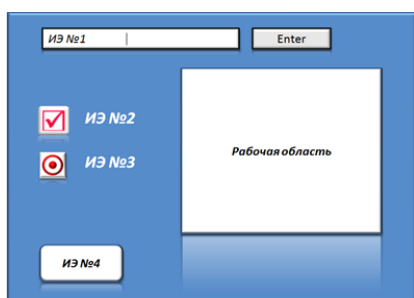 ИЭ №1
Enter
ИЭ №2
ИЭ №3
Рабочая область
ИЭ №4